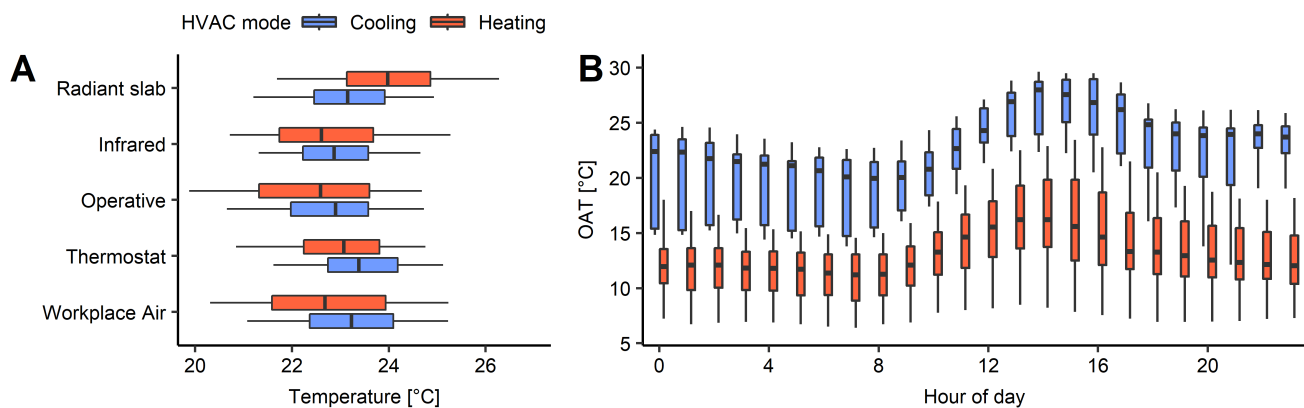 HVAC mode Cooling Heating
A
Radiant slab
Infrared
Operative
Thermostat
Workplace Air
20 22 24 26
Temperature [°C]
B
30
25
20
15
10
5
OAT [°C]
0 4 8 12 16 20
Hour of day